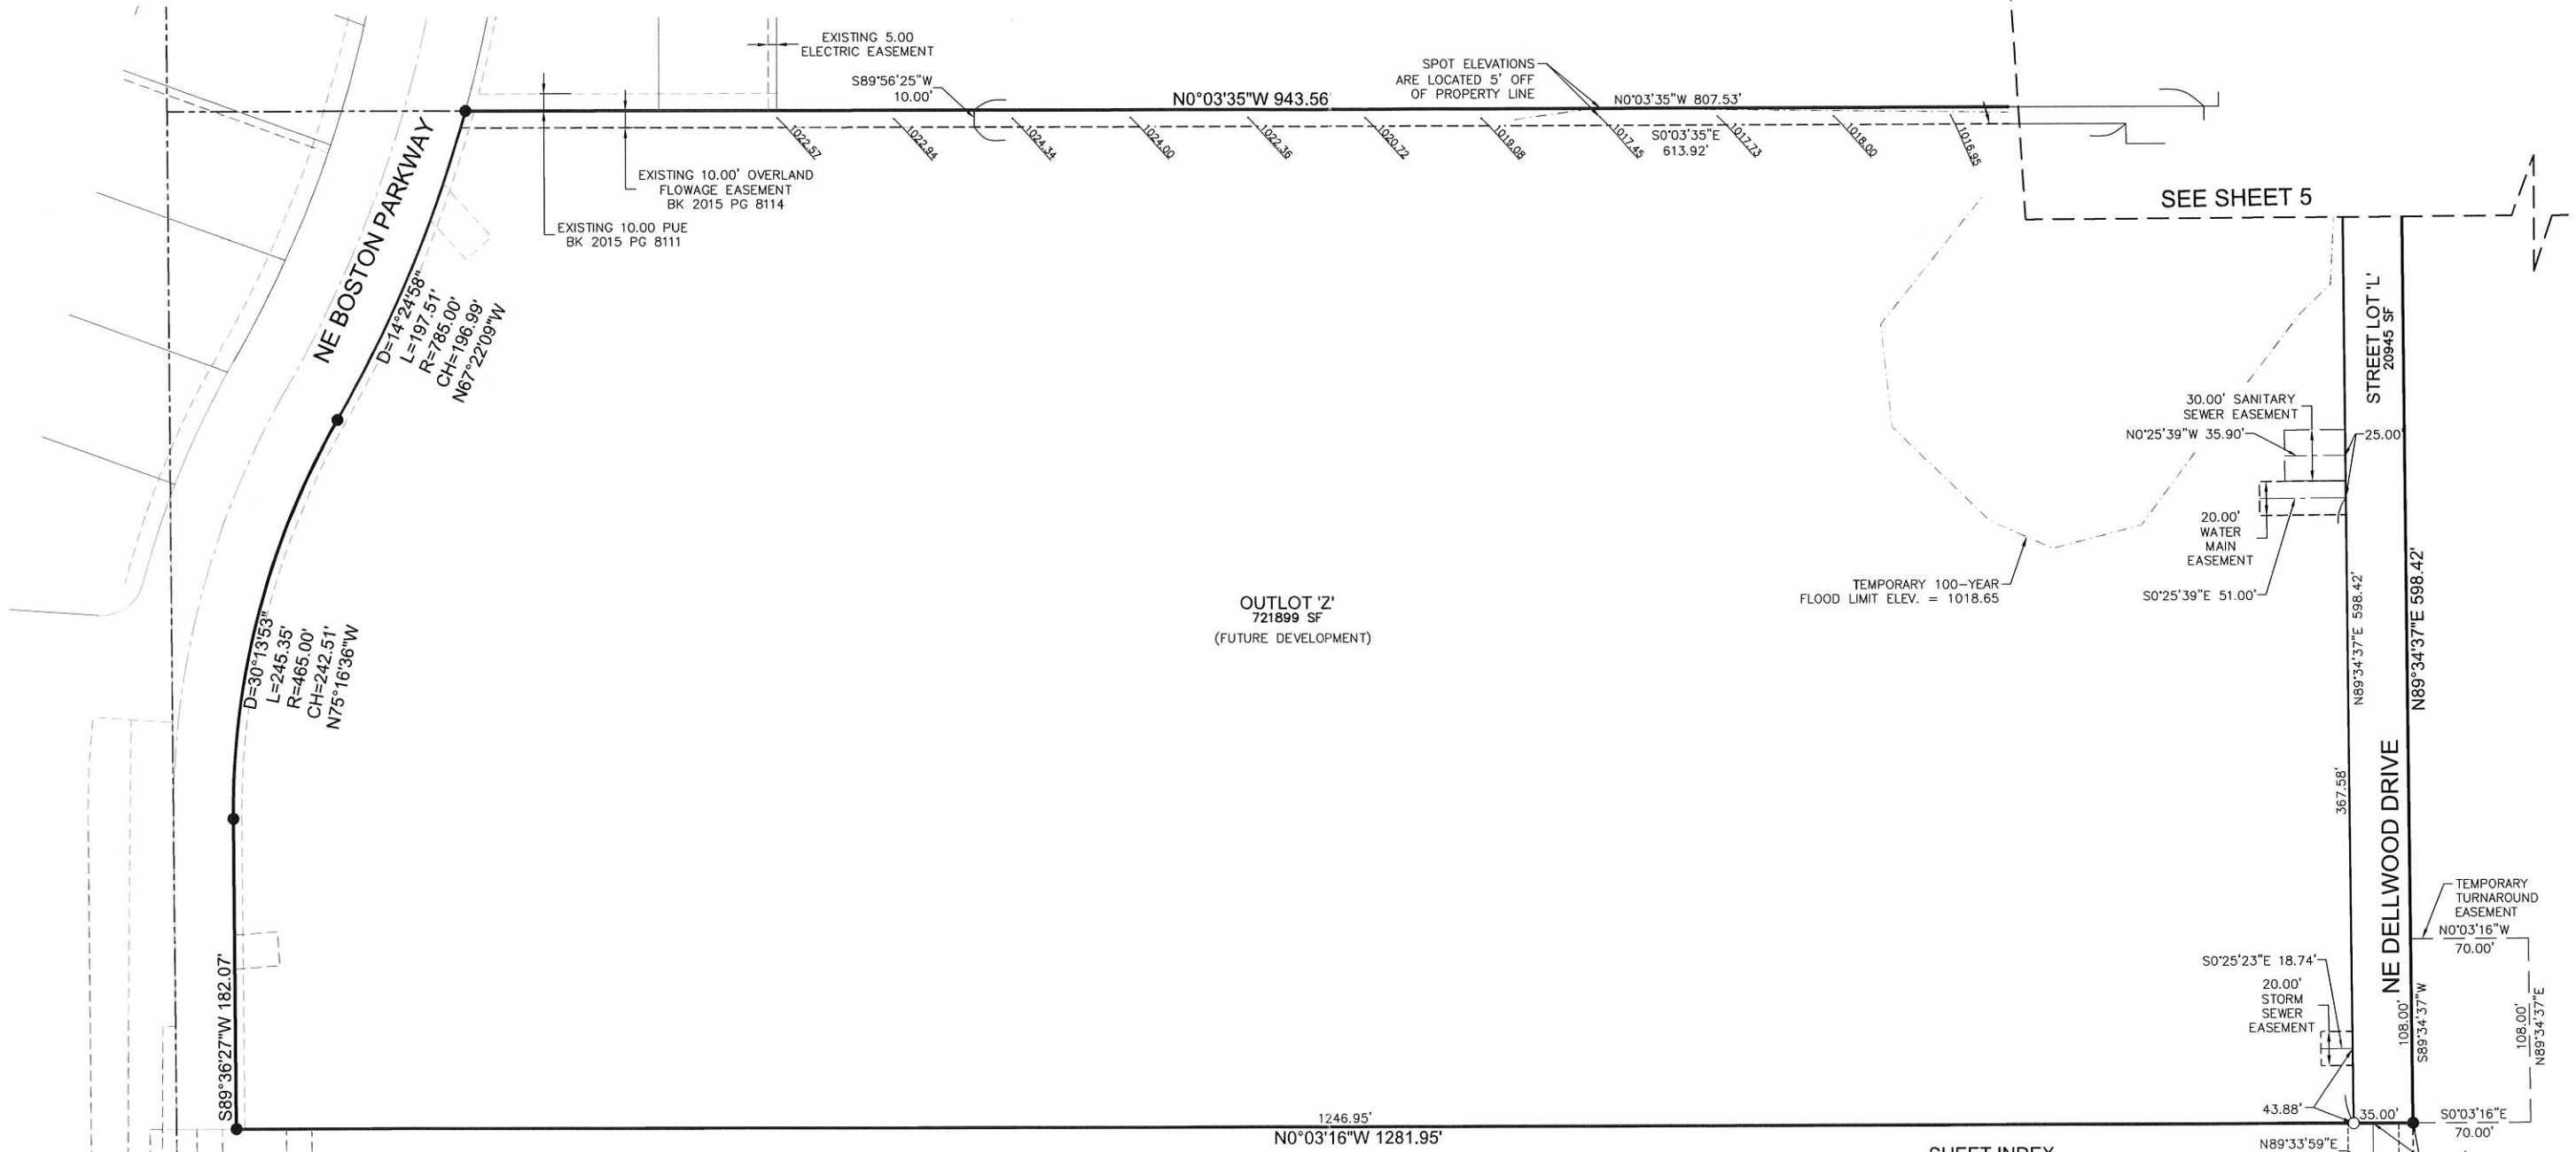 EXISTING 5.00
ELECTRIC EASEMENT
S89°56'25"W
10.00'
N0°03'35"W 943.56'
SPOT ELEVATIONS
ARE LOCATED 5' OFF
OF PROPERTY LINE
N0°03'35"W 807.53'
S0°03'35"E
613.92'
1022.57
1022.94
1024.34
1024.00
1022.36
1020.72
1019.08
1017.45
1017.73
1018.00
1016.95
EXISTING 10.00' OVERLAND
FLOWAGE EASEMENT
BK 2015 PG 8114
EXISTING 10.00 PUE
BK 2015 PG 8111
SEE SHEET 5
NE BOSTON PARKWAY
D=14°24'58"
L=197.51'
R=785.00'
CH=196.99'
N67°22'09"W
STREET LOT 'L'
20945 SF
30.00' SANITARY
SEWER EASEMENT
N0°25'39"W 35.90'
25.00'
20.00'
WATER
MAIN
EASEMENT
S0°25'39"E 51.00'
TEMPORARY 100-YEAR
FLOOD LIMIT ELEV. = 1018.65
OUTLOT 'Z'
721899 SF
(FUTURE DEVELOPMENT)
D=30°13'53"
L=245.35'
R=465.00'
CH=242.51'
N75°16'36"W
N89°34'37"E 598.42'
N89°34'37"E 598.42'
367.58'
NE DELLWOOD DRIVE
TEMPORARY
TURNAROUND
EASEMENT
N0°03'16"W
70.00'
S89°36'27"W 182.07'
S0°25'23"E 18.74'
20.00'
STORM
SEWER
EASEMENT
108.00'
S89°34'37"W
108.00'
N89°34'37"E
43.88'
35.00'
S0°03'16"E
70.00'
1246.95'
N0°03'16"W 1281.95'
N89°33'59"E
SHEET INDEX